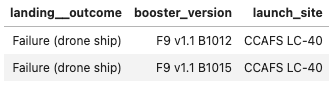 landing__outcome booster_version launch_site
Failure (drone ship) F9 v1.1 B1012 CCAFS LC-40
Failure (drone ship) F9 v1.1 B1015 CCAFS LC-40